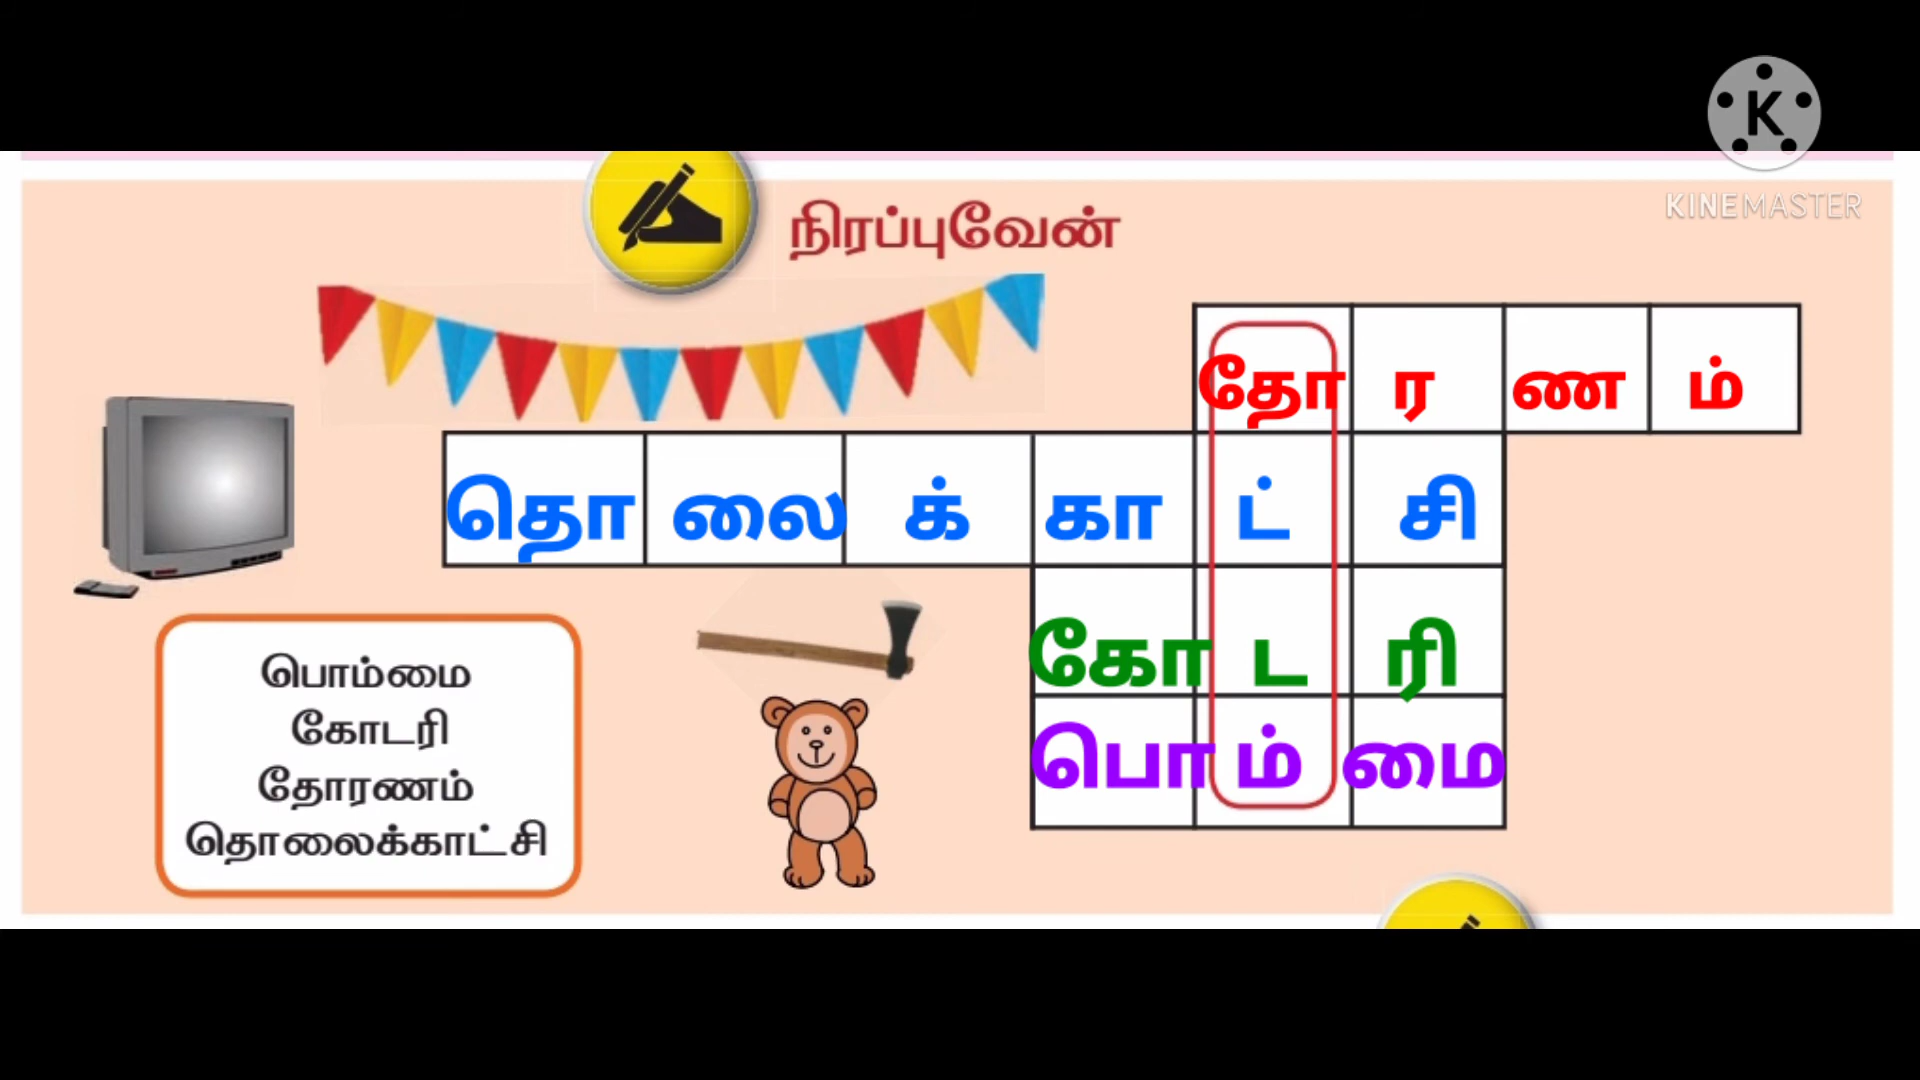 K
KINEMASTER
நிரப்புவேன்
தோ ர ண ம்
தொ லை க் கா ட் சி
கோ ட ரி
பொ ம் மை
பொம்மை
கோடரி
தோரணம்
தொலைக்காட்சி